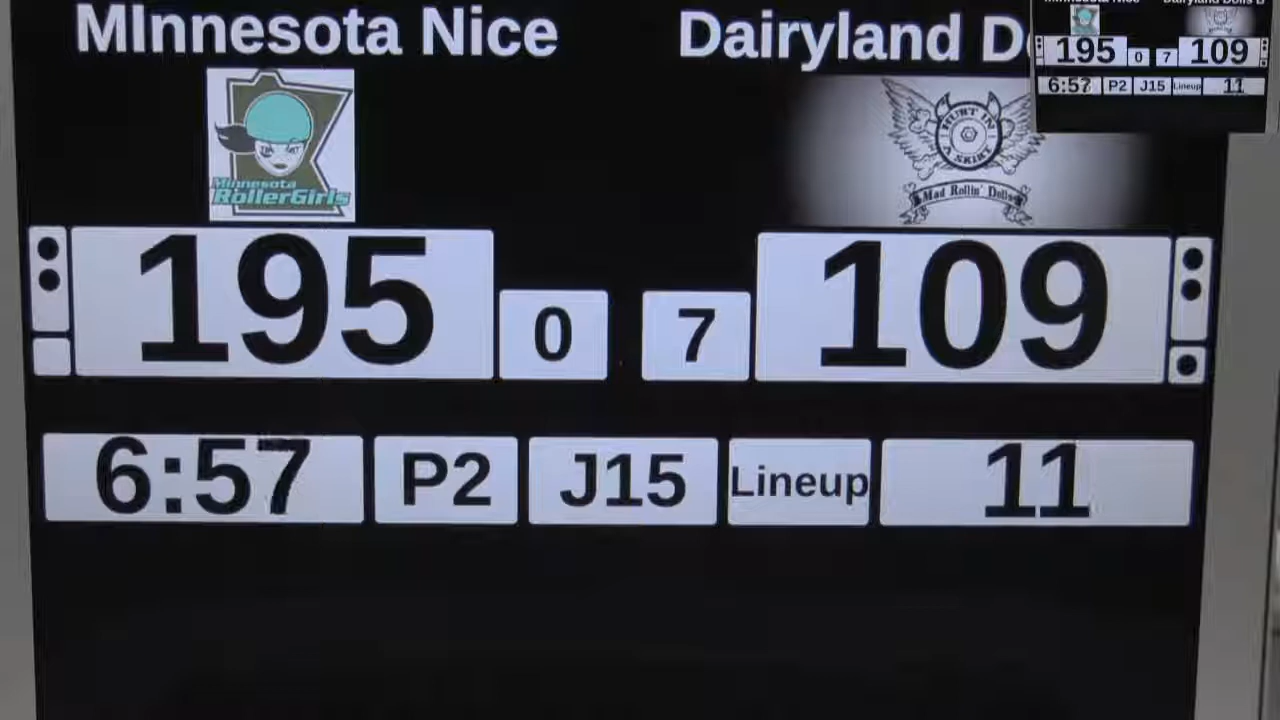 MInnesota Nice
Dairyland D
Minnesota
RollerGirls
HURT IN
A SKIRT
Mad Rollin' Dolls
195
0
7
109
6:57
P2
J15
Lineup
11
195
0
7
109
6:57
P2
J15
Lineup
11